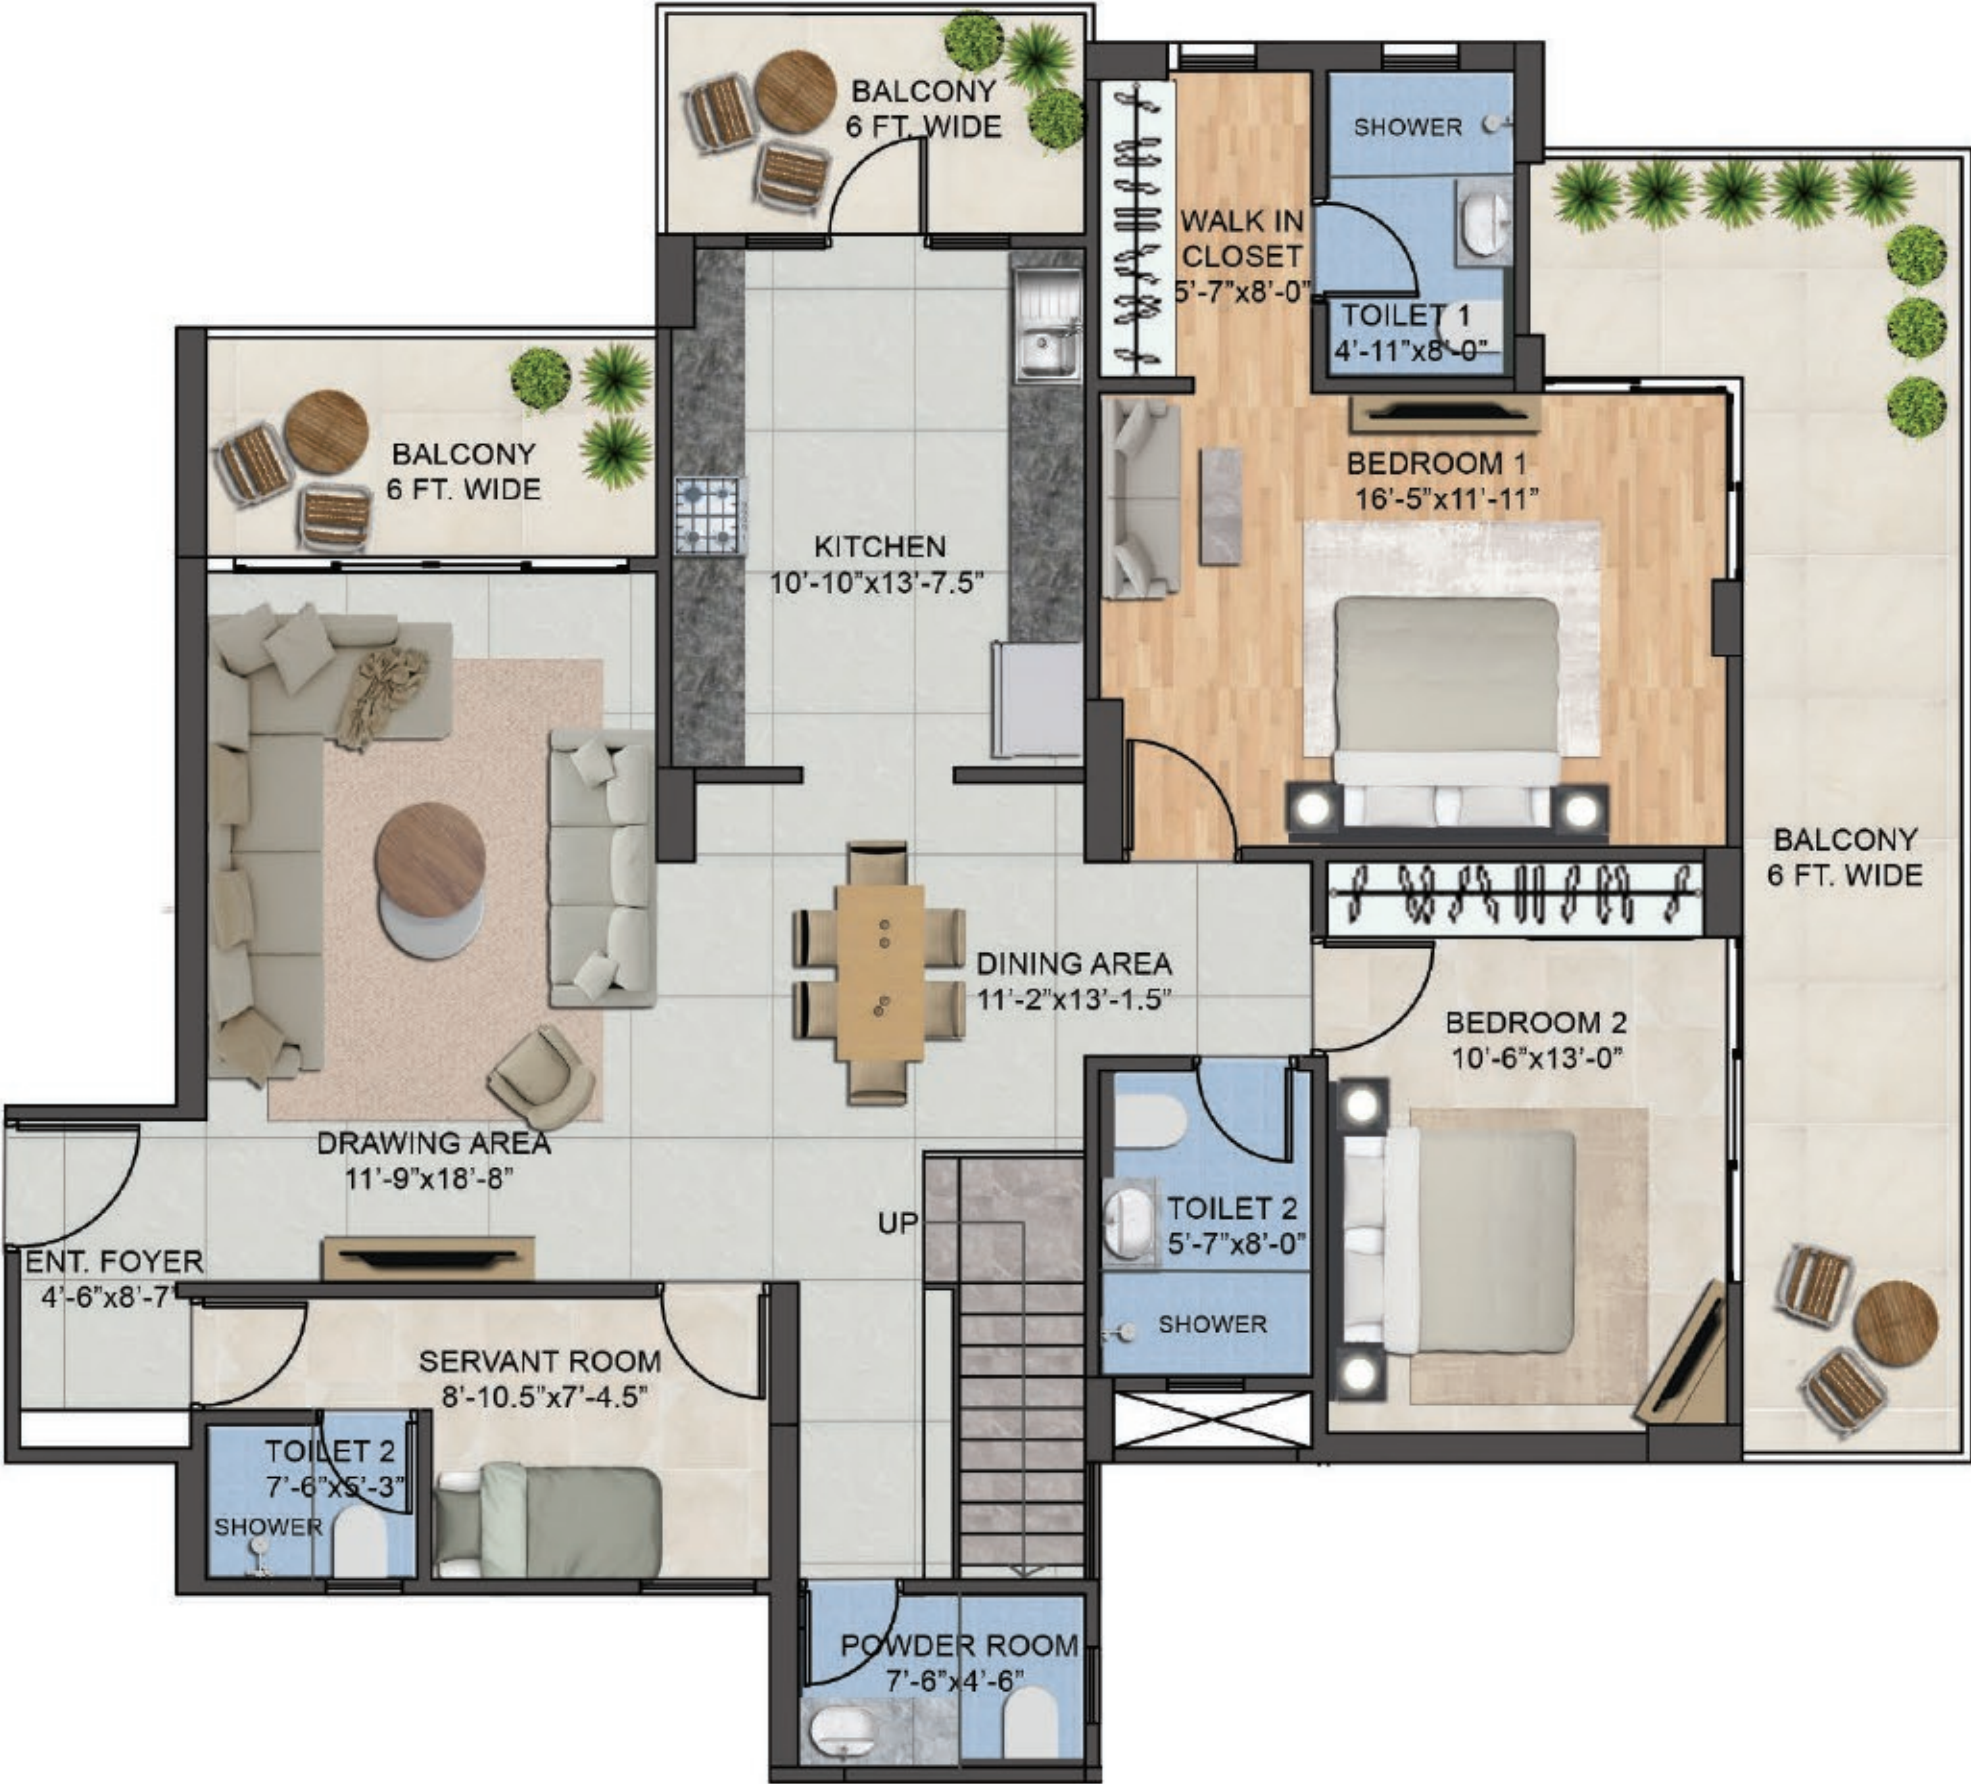 BALCONY
6 FT. WIDE
SHOWER
WALK IN
CLOSET
5'-7"x8'-0"
TOILET 1
4'-11"x8'-0"
BALCONY
6 FT. WIDE
BEDROOM 1
16'-5"x11'-11"
KITCHEN
10'-10"x13'-7.5"
BALCONY
6 FT. WIDE
DINING AREA
11'-2"x13'-1.5"
BEDROOM 2
10'-6"x13'-0"
DRAWING AREA
11'-9"x18'-8"
UP
TOILET 2
5'-7"x8'-0"
SHOWER
ENT. FOYER
4'-6"x8'-7"
SERVANT ROOM
8'-10.5"x7'-4.5"
TOILET 2
7'-6"x5'-3"
SHOWER
POWDER ROOM
7'-6"x4'-6"